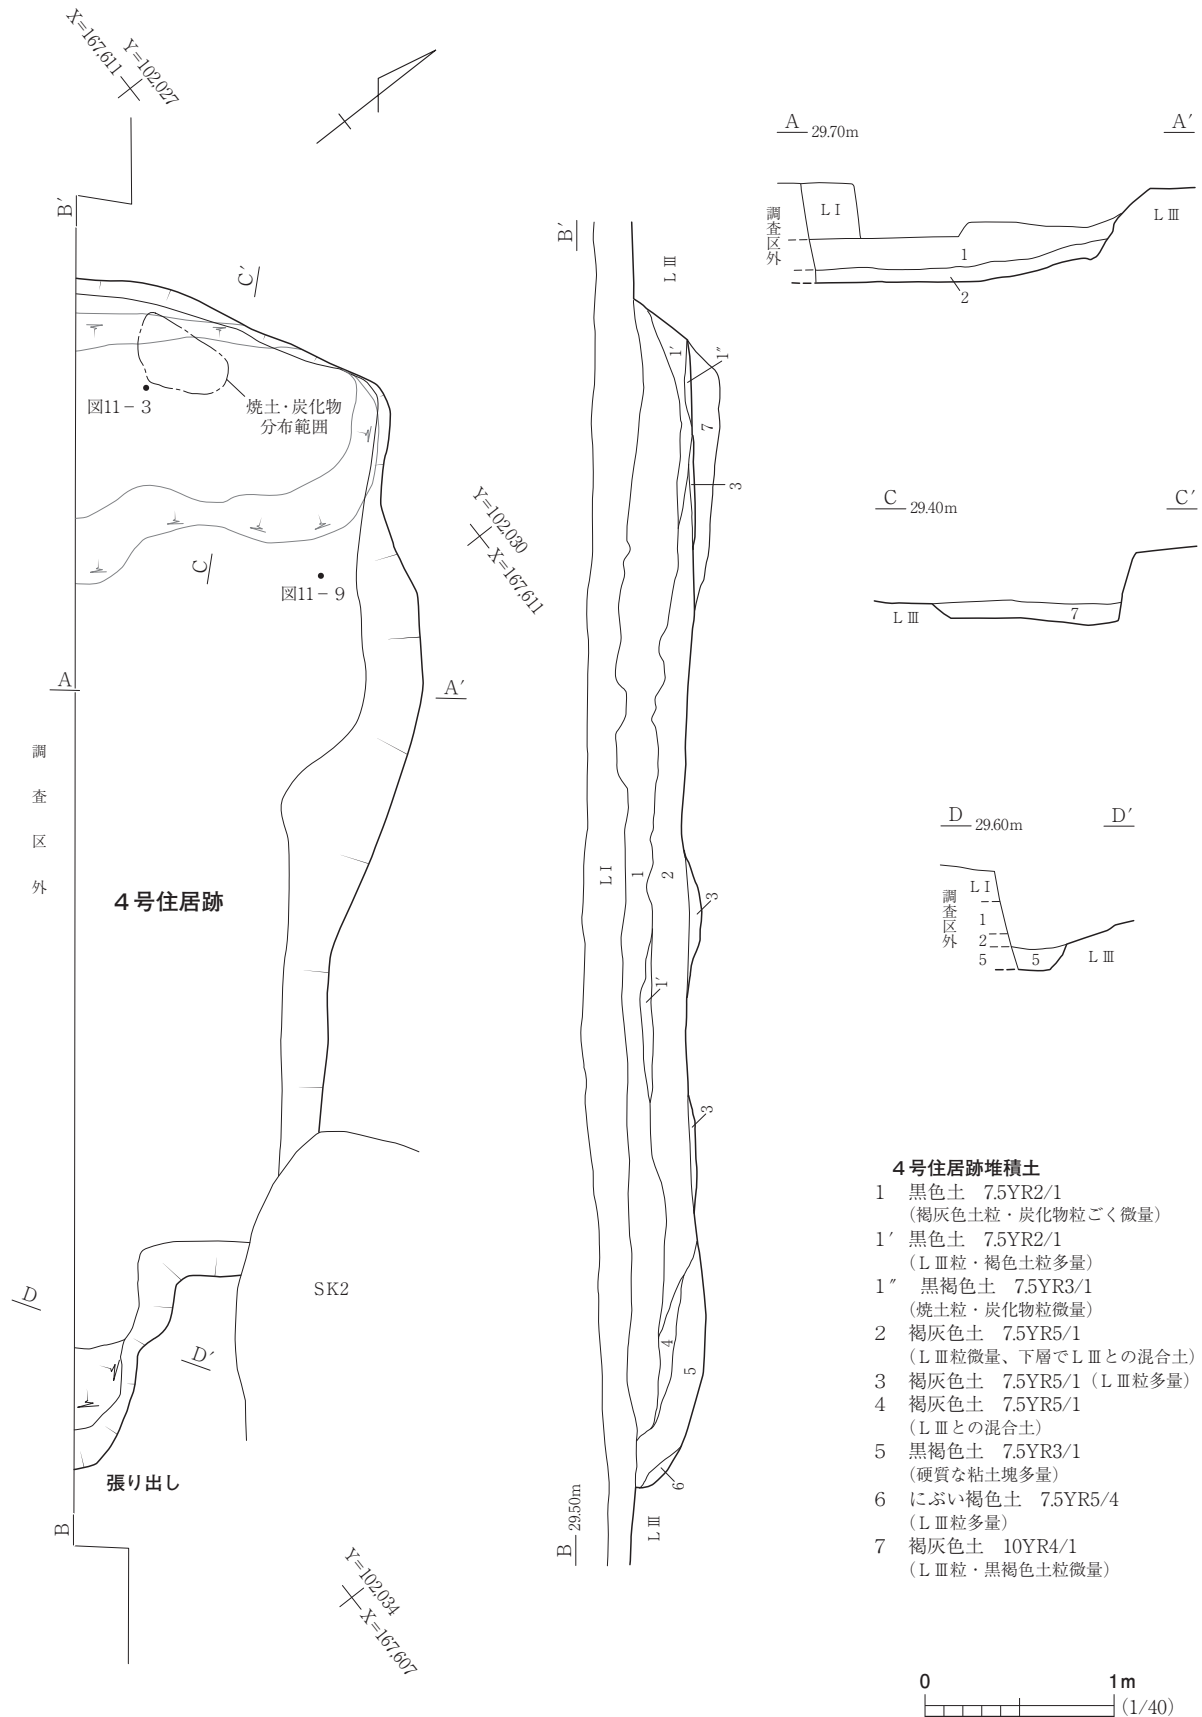 X=167,611
Y=102,027
B′
C′
図11－3
焼土・炭化物
分布範囲
C
図11－9
Y=102,030
X=167,611
A
A′
調査区外
4号住居跡
SK2
D
D′
張り出し
B
Y=102,034
X=167,607
B′
LⅢ
1′
1″
7
3
LⅠ
1
2
3
1′
3
4
5
6
B 29.50m
LⅢ
A 29.70m
A′
調査区外
LⅠ
LⅢ
1
2
C 29.40m
C′
LⅢ
7
D 29.60m
D′
調査区外
LⅠ
1
2
5
5
LⅢ
4号住居跡堆積土
1 黒色土 7.5YR2/1
（褐灰色土粒・炭化物粒ごく微量）
1′ 黒色土 7.5YR2/1
（LⅢ粒・褐色土粒多量）
1″ 黒褐色土 7.5YR3/1
（焼土粒・炭化物粒微量）
2 褐灰色土 7.5YR5/1
（LⅢ粒微量、下層でLⅢとの混合土）
3 褐灰色土 7.5YR5/1（LⅢ粒多量）
4 褐灰色土 7.5YR5/1
（LⅢとの混合土）
5 黒褐色土 7.5YR3/1
（硬質な粘土塊多量）
6 にぶい褐色土 7.5YR5/4
（LⅢ粒多量）
7 褐灰色土 10YR4/1
（LⅢ粒・黒褐色土粒微量）
0 1m
(1/40)